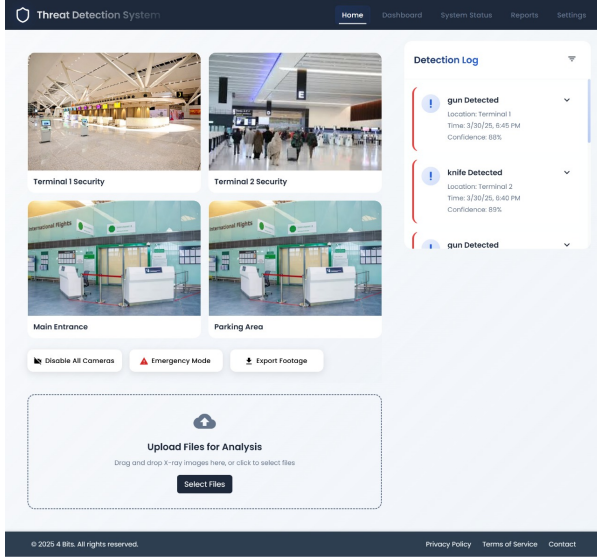 Threat Detection System
Home
Dashboard
System Status
Reports
Settings
E
Terminal 1 Security
Terminal 2 Security
International flights
International flights
Main Entrance
Parking Area
Disable All Cameras
Emergency Mode
Export Footage
Upload Files for Analysis
Drag and drop X-ray images here, or click to select files
Select Files
Detection Log
gun Detected
Location: Terminal 1
Time: 3/30/25, 6:45 PM
Confidence: 88%
knife Detected
Location: Terminal 2
Time: 3/30/25, 6:40 PM
Confidence: 89%
gun Detected
© 2025 4 Bits. All rights reserved.
Privacy Policy
Terms of Service
Contact